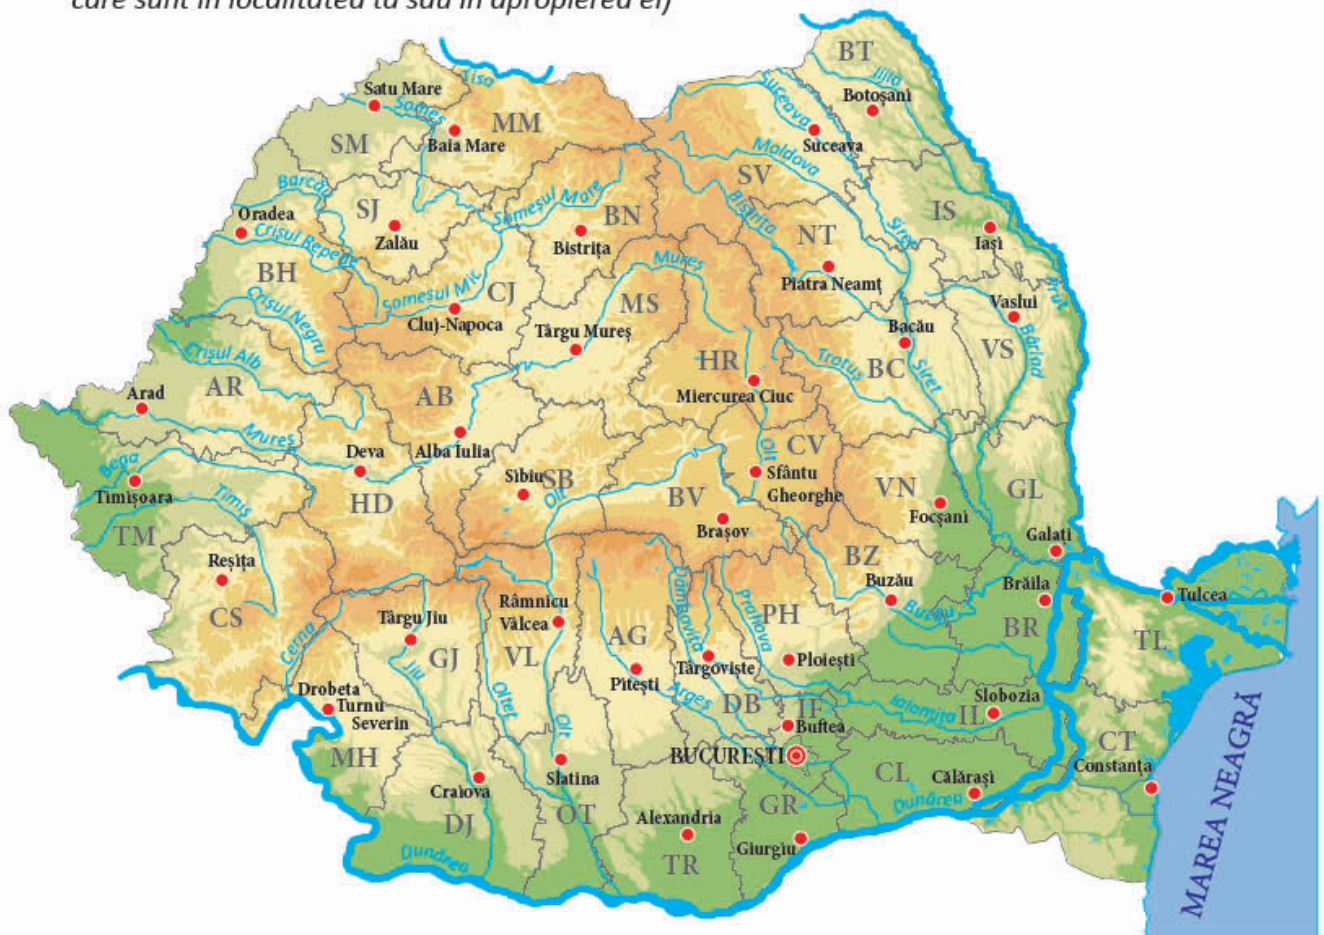 care sunt în localitatea ta sau în apropierea ei)
BT
Jijia
Botoșani
Tisa
Satu Mare
Someș
MM
Baia Mare
SM
Suceava
Suceava
Moldova
SV
Barcău
SJ
Someșul Mare
BN
Bistrița
IS
Oradea
Zalău
Bistrița
NT
Siret
Iași
Crișul Repede
BH
Mureș
Piatra Neamț
Prut
Someșul Mic
CJ
MS
Vaslui
Crișul Negru
Cluj-Napoca
Târgu Mureș
Bacău
Bârlad
VS
Crișul Alb
AR
HR
Trotuș
BC
Siret
AB
Miercurea Ciuc
Arad
Mureș
Deva
Alba Iulia
Olt
CV
Bega
Timișoara
Sibiu
SB
Sfântu
Gheorghe
VN
GL
Timiș
HD
Olt
BV
Focșani
TM
Brașov
Galați
Reșița
BZ
Buzău
Brăila
Tulcea
CS
Târgu Jiu
Râmnicu
Vâlcea
Dâmbovița
Prahova
PH
Buzău
BR
TL
Cerna
GJ
VL
AG
Ploiești
Jiu
Târgoviște
Drobeta
Turnu
Severin
Olteț
Pitești
Argeș
DB
IF
Slobozia
Ialomița
IL
Olt
Buftea
MH
BUCUREȘTI
CT
Constanța
Slatina
CL
Călărași
Craiova
Dunărea
DJ
OT
Alexandria
GR
Giurgiu
TR
Dunărea
MAREA NEAGRĂ